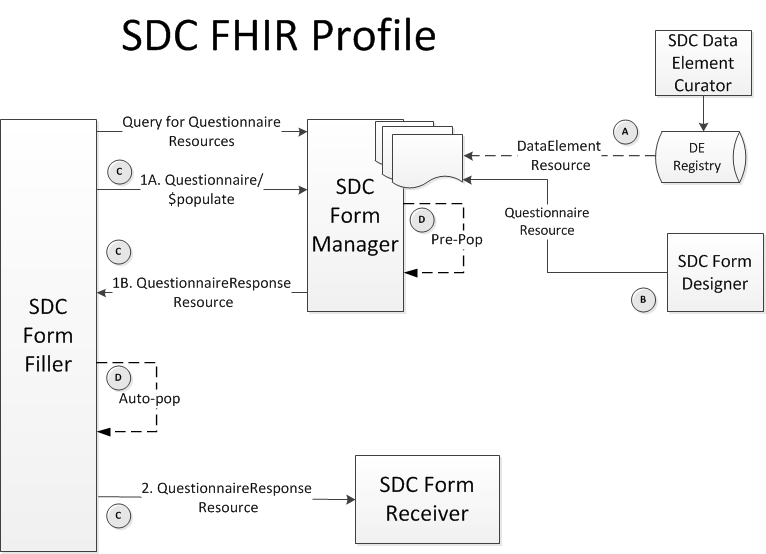 SDC FHIR Profile
SDC Data
Element
Curator
Query for Questionnaire
Resources
A
DataElement
Resource
DE
Registry
C
1A. Questionnaire/
$populate
SDC
Form
Manager
D
Pre-Pop
Questionnaire
Resource
SDC Form
Designer
B
C
1B. QuestionnaireResponse
Resource
SDC
Form
Filler
D
Auto-pop
2. QuestionnaireResponse
Resource
C
SDC Form
Receiver